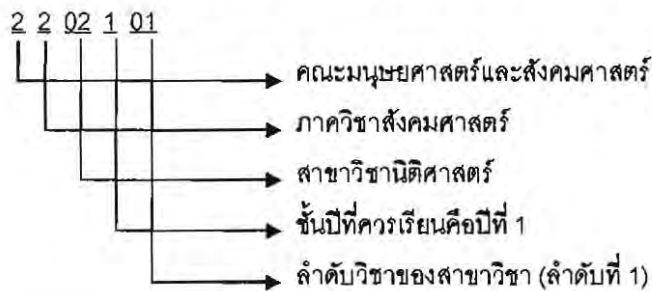 2 2 02 1 01
คณะมนุษยศาสตร์และสังคมศาสตร์
ภาควิชาสังคมศาสตร์
สาขาวิชานิติศาสตร์
ชั้นปีที่ควรเรียนคือปีที่ 1
ลำดับวิชาของสาขาวิชา (ลำดับที่ 1)